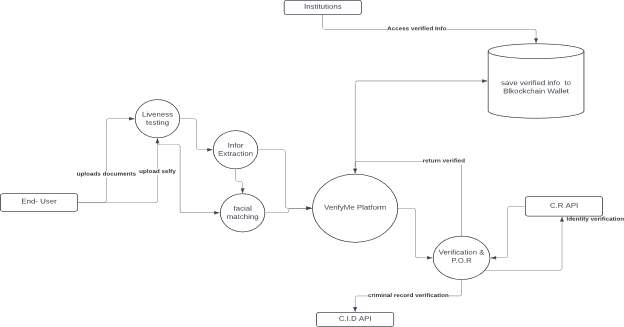 Institutions
Access verified Info
save verified info to
Blkockchain Wallet
Liveness
testing
Infor
Extraction
uploads documents
upload selfy
return verified
End- User
facial
matching
VerifyMe Platform
C.R API
Identity verification
Verification &
P.O.R
criminal record verification
C.I.D API